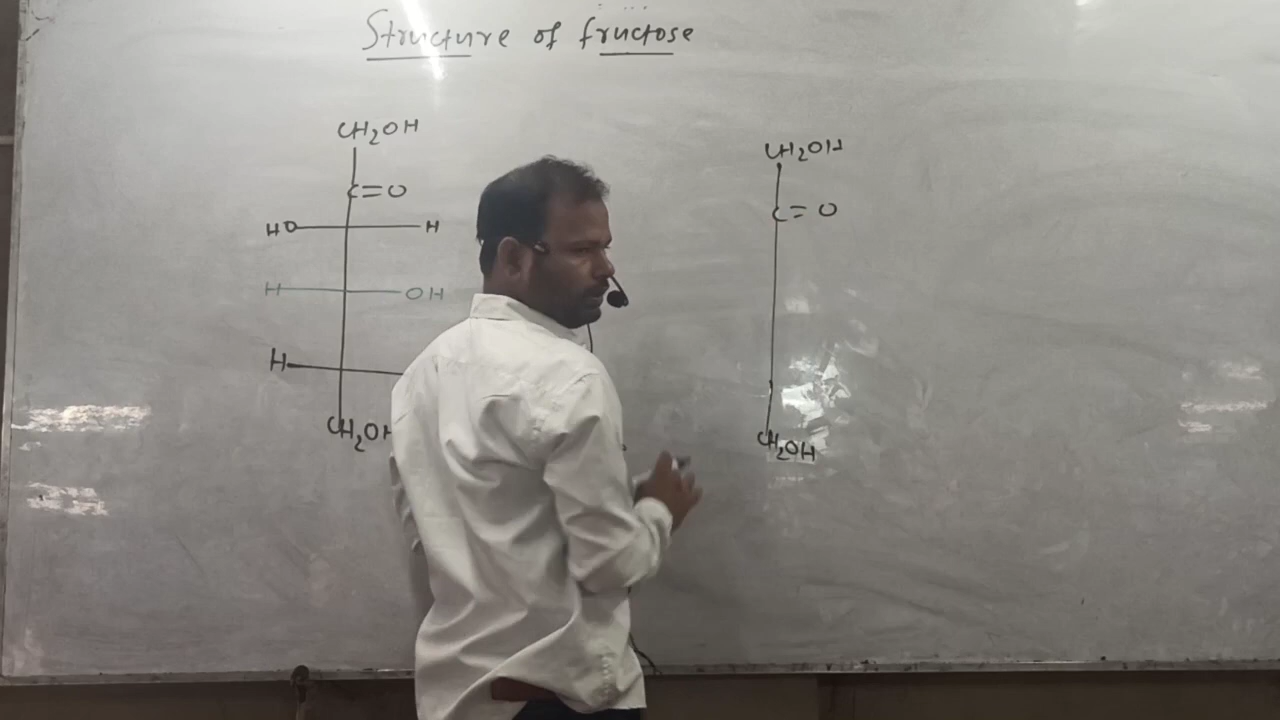 Structure of fructose
CH2OH
C=O
HO H
H OH
H
CH2OH
CH2OH
C=O
CH2OH